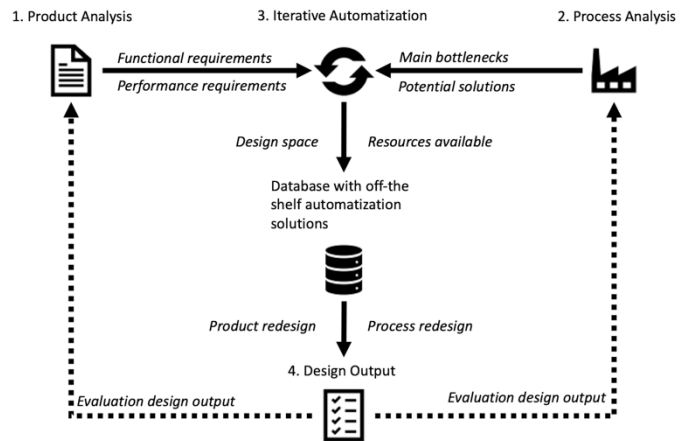 1. Product Analysis
3. Iterative Automatization
2. Process Analysis
Functional requirements
Performance requirements
Main bottlenecks
Potential solutions
Design space
Resources available
Database with off-the
shelf automatization
solutions
Product redesign
Process redesign
4. Design Output
Evaluation design output
Evaluation design output